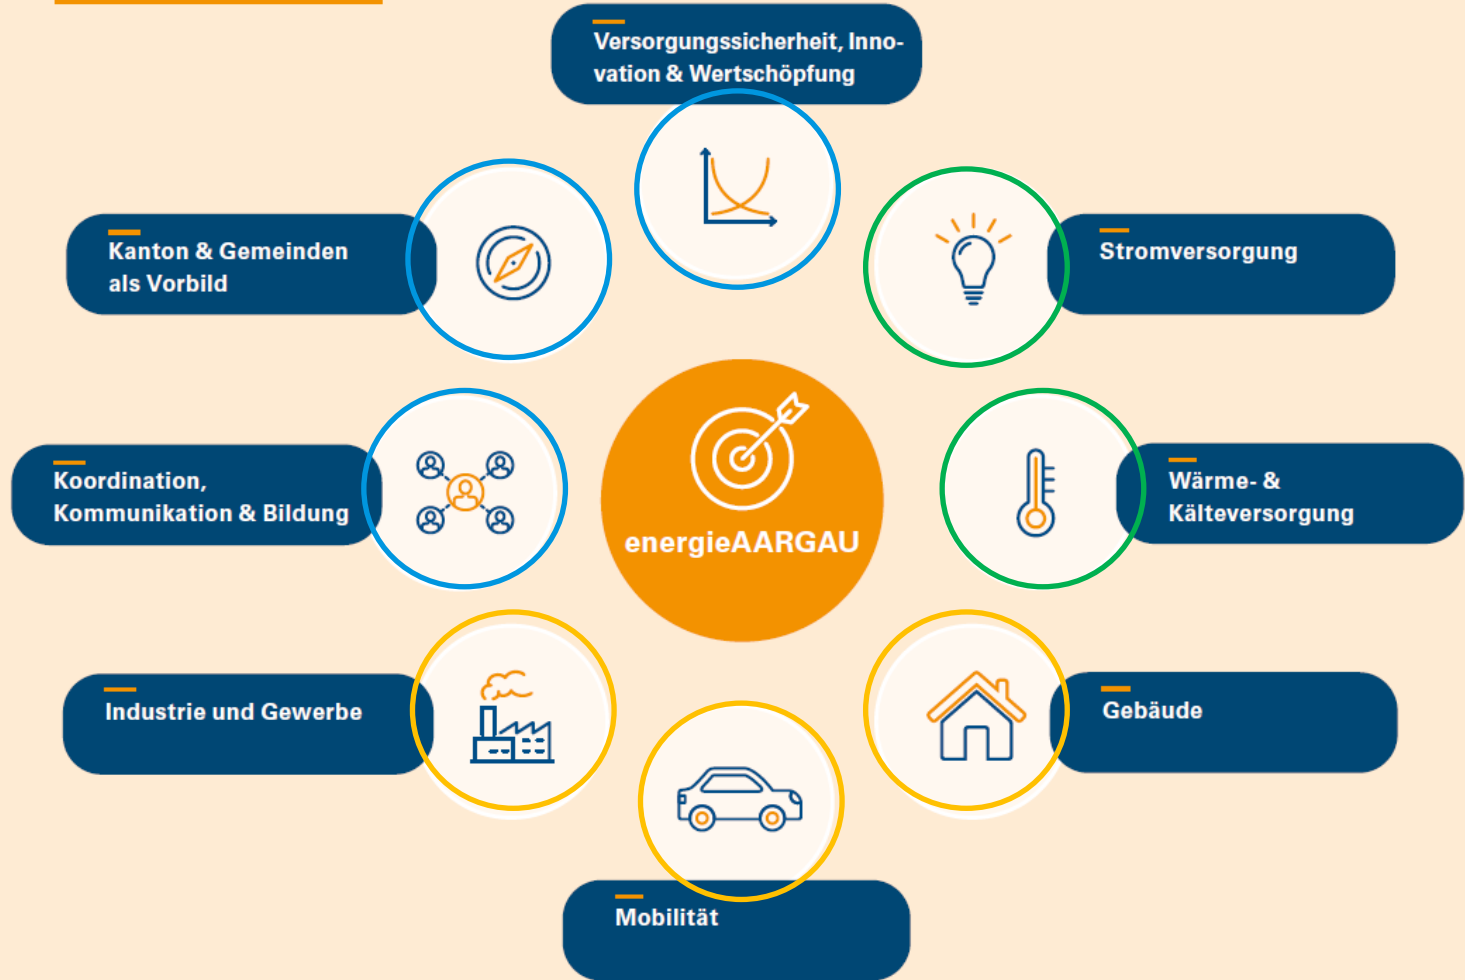 Versorgungssicherheit, Inno-
vation & Wertschöpfung
Kanton & Gemeinden
als Vorbild
Stromversorgung
Koordination,
Kommunikation & Bildung
energieAARGAU
Wärme- &
Kälteversorgung
Industrie und Gewerbe
Gebäude
Mobilität